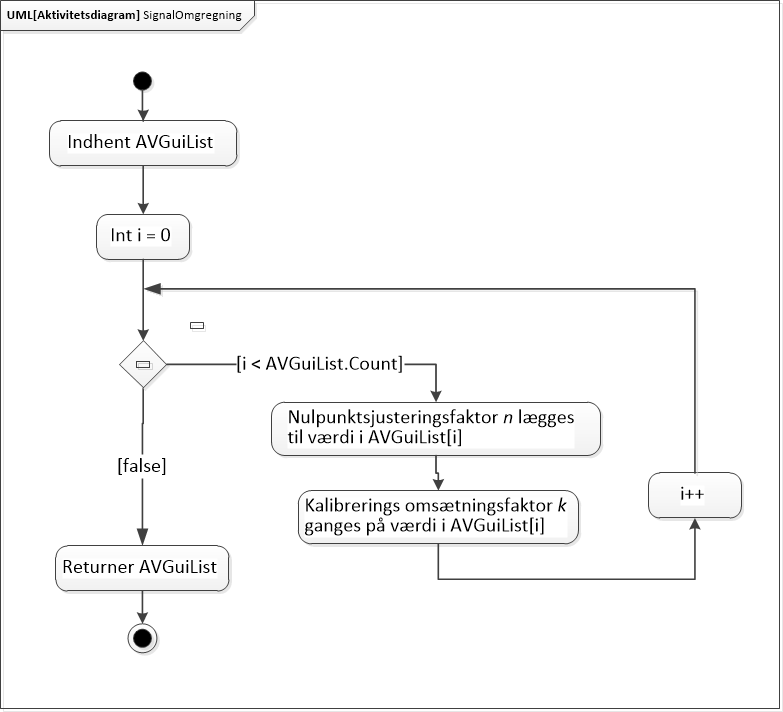 UML[Aktivitetsdiagram] SignalOmgregning
Indhent AVGuiList
Int i = 0
[i < AVGuiList.Count]
Nulpunktsjusteringsfaktor n lægges
til værdi i AVGuiList[i]
[false]
Kalibrerings omsætningsfaktor k
ganges på værdi i AVGuiList[i]
i++
Returner AVGuiList